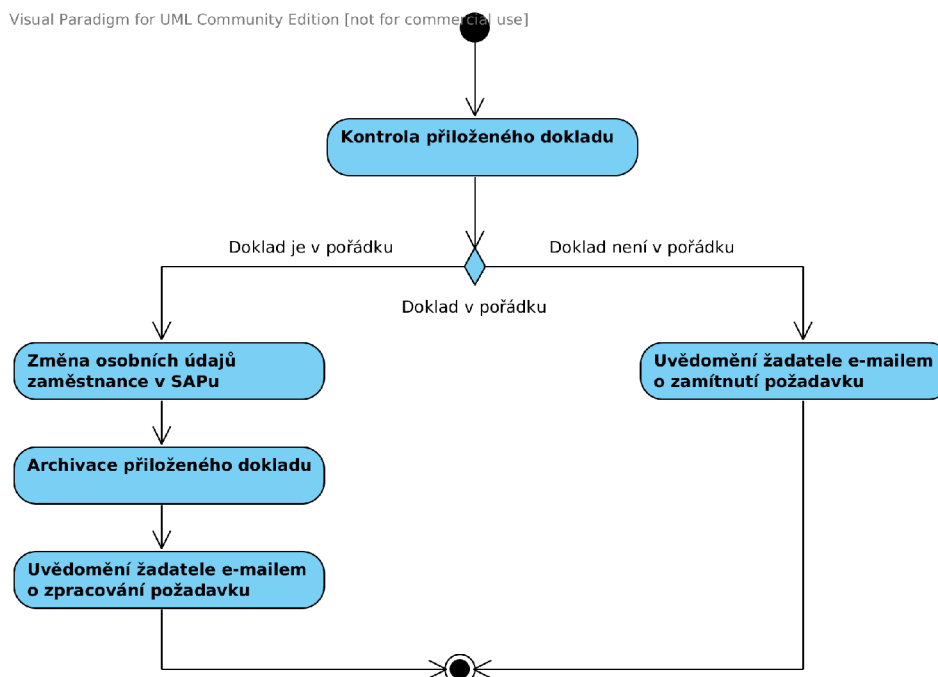 Visual Paradigm for UML Community Edition [not for commercial use]
Kontrola přiloženého dokladu
Doklad je v pořádku
Doklad není v pořádku
Doklad v pořádku
Změna osobních údajů
zaměstnance v SAPu
Uvědomění žadatele e-mailem
o zamítnutí požadavku
Archivace přiloženého dokladu
Uvědomění žadatele e-mailem
o zpracování požadavku